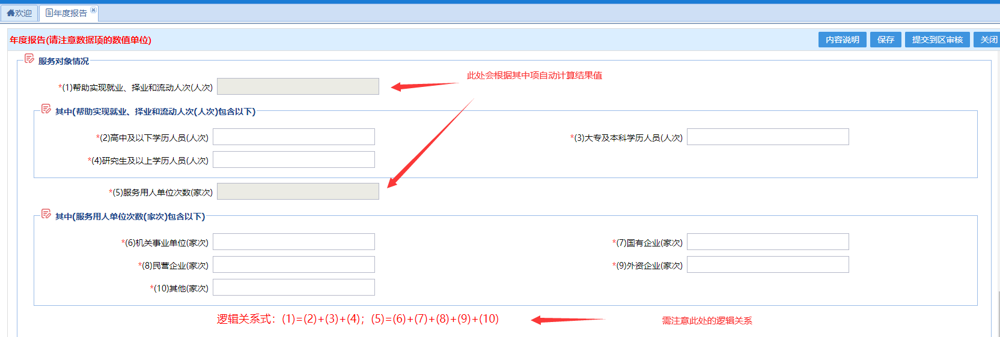 欢迎 年度报告
年度报告(请注意数据项的数值单位) 内容说明 保存 提交到区审核 关闭
服务对象情况
此处会根据其中项自动计算结果值
*(1)帮助实现就业、择业和流动人次(人次)
其中(帮助实现就业、择业和流动人次(人次)包含以下)
*(2)高中及以下学历人员(人次) *(3)大专及本科学历人员(人次)
*(4)研究生及以上学历人员(人次)
*(5)服务用人单位次数(家次)
其中(服务用人单位次数(家次)包含以下)
*(6)机关事业单位(家次) *(7)国有企业(家次)
*(8)民营企业(家次) *(9)外资企业(家次)
*(10)其他(家次)
逻辑关系式：(1)=(2)+(3)+(4)；(5)=(6)+(7)+(8)+(9)+(10) 需注意此处的逻辑关系